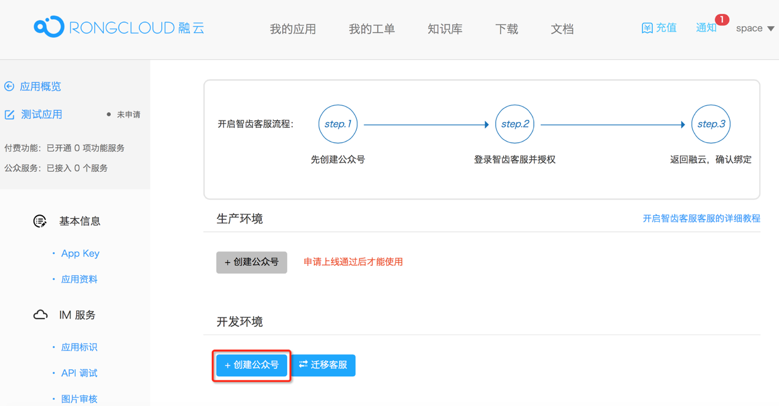 RONGCLOUD 融云
我的应用 我的工单 知识库 下载 文档 充值 通知 1 space
应用概览
测试应用 未申请
付费功能：已开通 0 项功能服务
公众服务：已接入 0 个服务
基本信息
App Key
应用资料
IM 服务
应用标识
API 调试
图片审核
开启智齿客服流程：
step.1 step.2 step.3
先创建公众号 登录智齿客服并授权 返回融云，确认绑定
生产环境 开启智齿客服客服的详细教程
+ 创建公众号 申请上线通过后才能使用
开发环境
+ 创建公众号 迁移客服